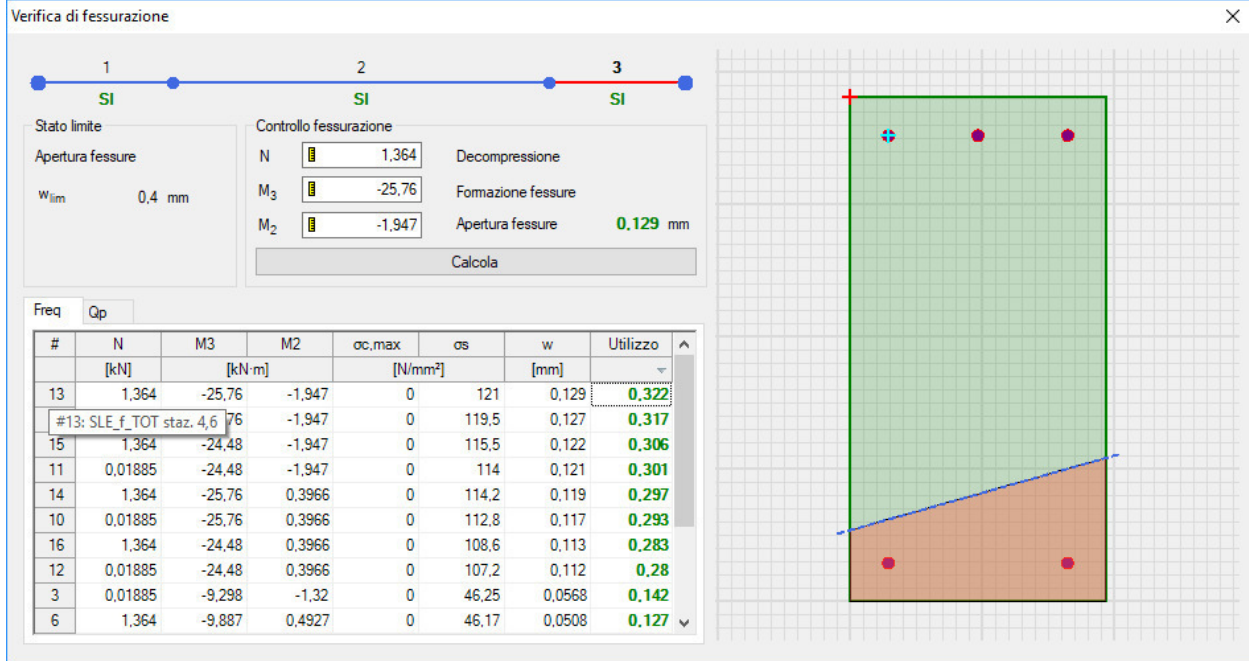 Verifica di fessurazione
1 2 3
SI SI SI
Stato limite
Apertura fessure
wlim 0,4 mm
Controllo fessurazione
N 1,364 Decompressione
M3 -25,76 Formazione fessure
M2 -1,947 Apertura fessure 0,129 mm
Calcola
Freq Qp
# N M3 M2 σc,max σs w Utilizzo
[kN] [kN·m] [N/mm²] [mm]
13 1,364 -25,76 -1,947 0 121 0,129 0,322
#13: SLE_f_TOT staz. 4,6 76 -1,947 0 119,5 0,127 0,317
15 1,364 -24,48 -1,947 0 115,5 0,122 0,306
11 0,01885 -24,48 -1,947 0 114 0,121 0,301
14 1,364 -25,76 0,3966 0 114,2 0,119 0,297
10 0,01885 -25,76 0,3966 0 112,8 0,117 0,293
16 1,364 -24,48 0,3966 0 108,6 0,113 0,283
12 0,01885 -24,48 0,3966 0 107,2 0,112 0,28
3 0,01885 -9,298 -1,32 0 46,25 0,0568 0,142
6 1,364 -9,887 0,4927 0 46,17 0,0508 0,127